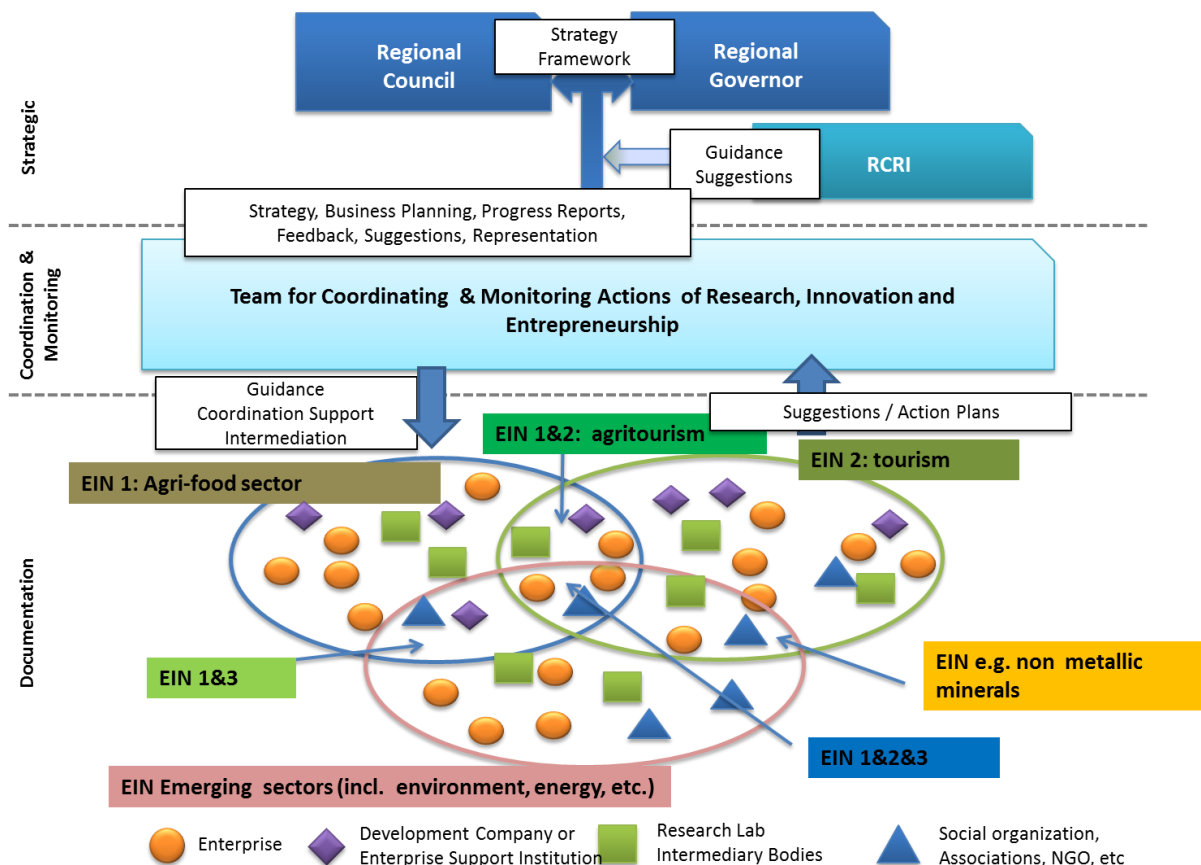 Regional
Council
Strategy
Framework
Regional
Governor
Strategic
Guidance
Suggestions
RCRI
Strategy, Business Planning, Progress Reports,
Feedback, Suggestions, Representation
Coordination &
Monitoring
Team for Coordinating & Monitoring Actions of Research, Innovation and
Entrepreneurship
Guidance
Coordination Support
Intermediation
Suggestions / Action Plans
EIN 1&2: agritourism
EIN 2: tourism
EIN 1: Agri-food sector
Documentation
EIN 1&3
EIN e.g. non metallic
minerals
EIN 1&2&3
EIN Emerging sectors (incl. environment, energy, etc.)
Enterprise
Development Company or
Enterprise Support Institution
Research Lab
Intermediary Bodies
Social organization,
Associations, NGO, etc